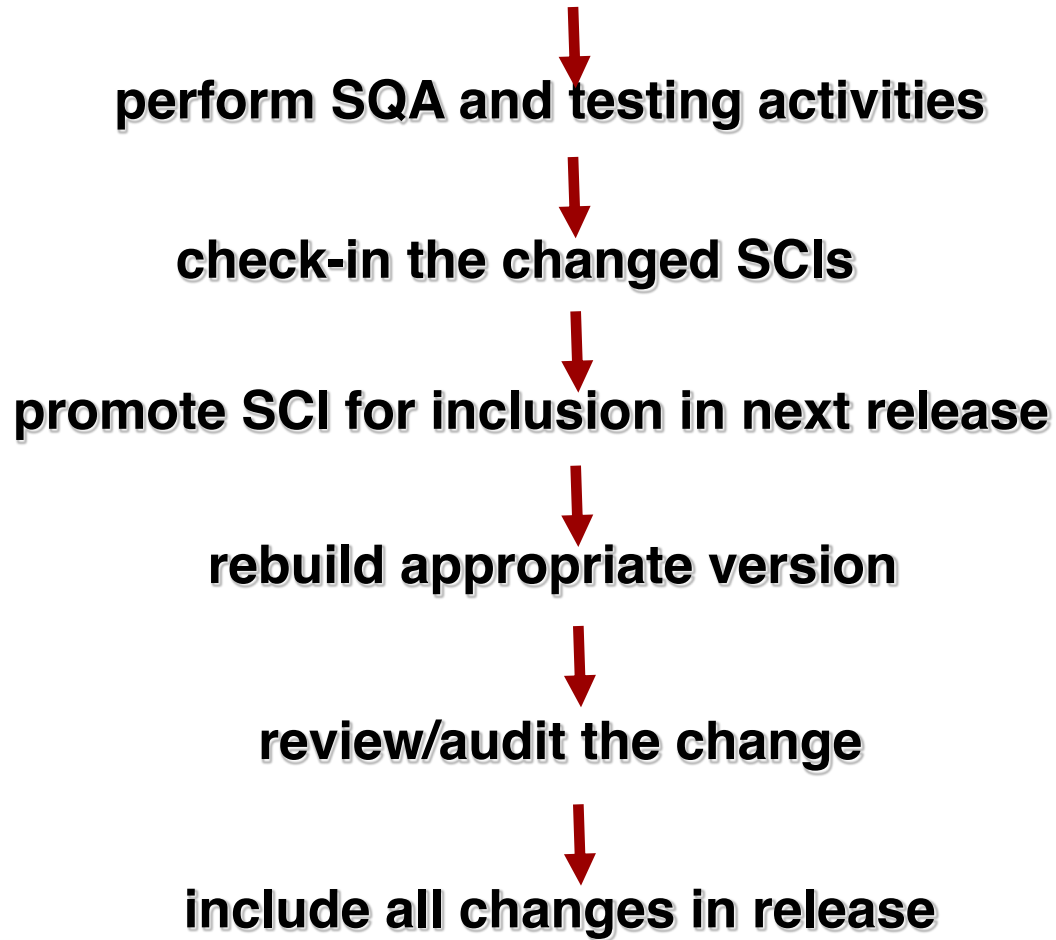 perform SQA and testing activities
check-in the changed SCIs
promote SCI for inclusion in next release
rebuild appropriate version
review/audit the change
include all changes in release